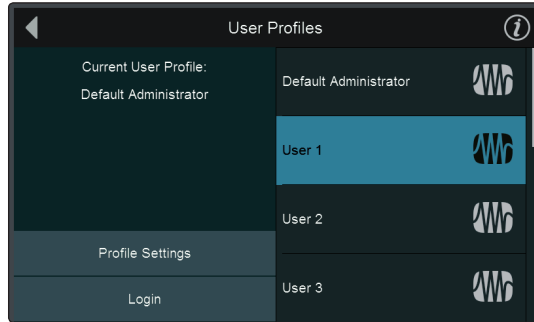 User Profiles
i
Current User Profile:
Default Administrator
Profile Settings
Login
Default Administrator
User 1
User 2
User 3